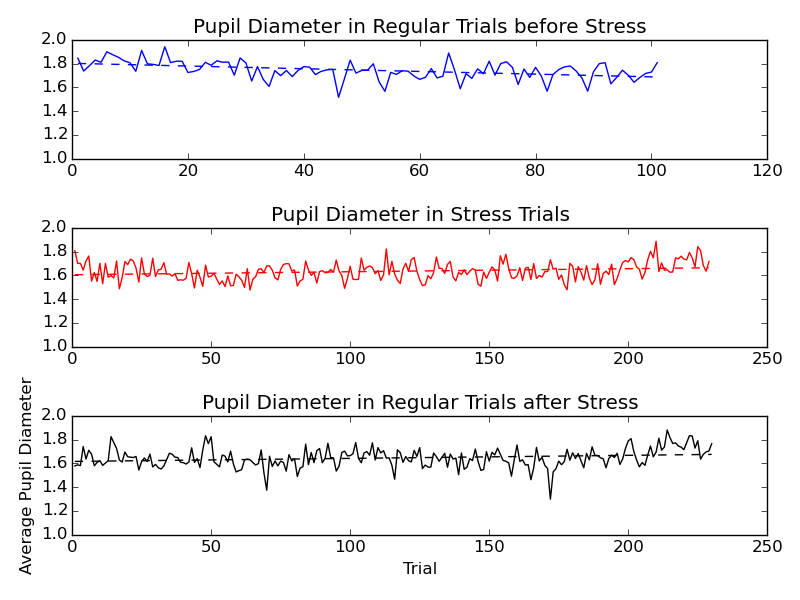 Pupil Diameter in Regular Trials before Stress
2.0
1.8
1.6
1.4
1.2
1.0
0 20 40 60 80 100 120
Pupil Diameter in Stress Trials
2.0
1.8
1.6
1.4
1.2
1.0
0 50 100 150 200 250
Pupil Diameter in Regular Trials after Stress
2.0
1.8
1.6
1.4
1.2
1.0
0 50 100 150 200 250
Average Pupil Diameter
Trial